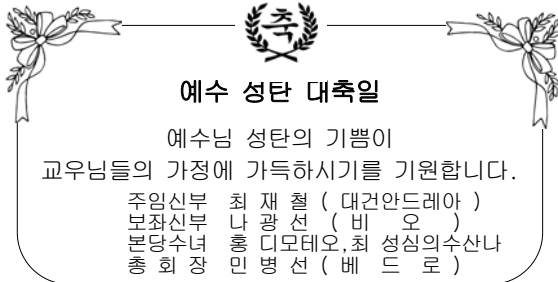 축
예수 성탄 대축일
예수님 성탄의 기쁨이
교우님들의 가정에 가득하시기를 기원합니다.
주임신부 최 재 철 ( 대건안드레아 )
보좌신부 나 광 선 ( 비 오 )
본당수녀 홍 디모테오,최 성심의수산나
총 회 장 민 병 선 ( 베 드 로 )